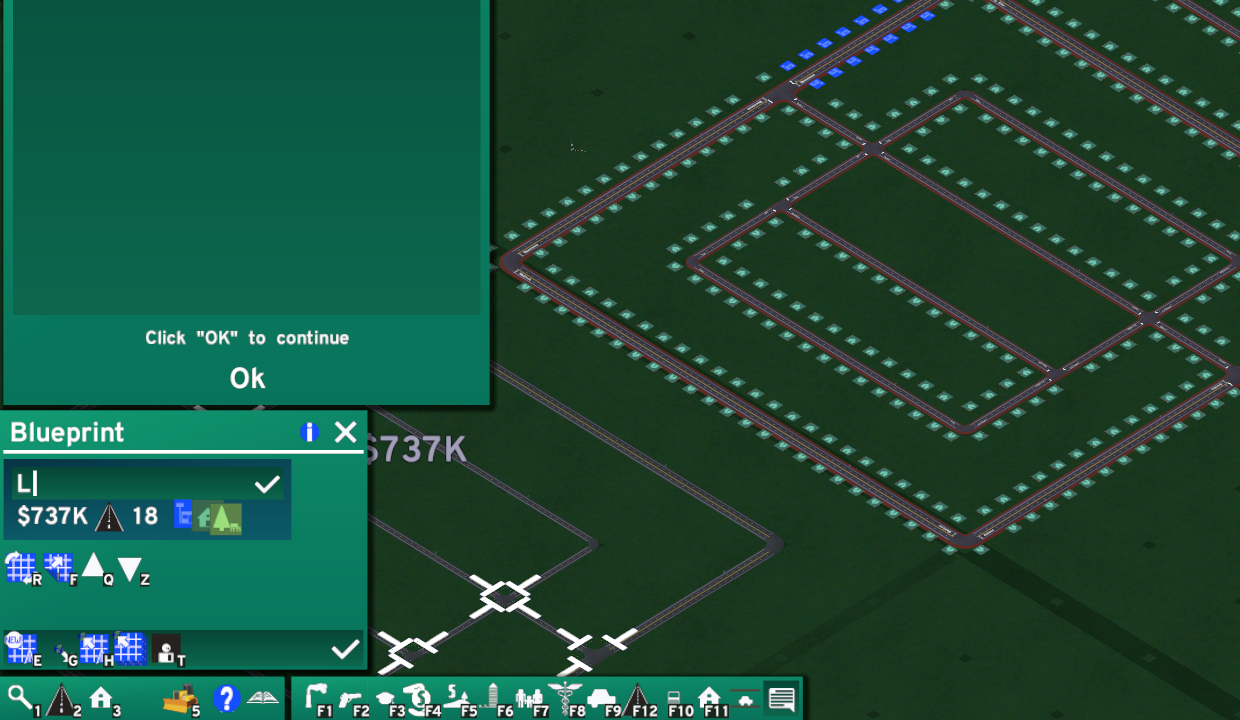 Click "OK" to continue
Ok
Blueprint
$737K
L
$737K 18
R F Q Z
NEW E G H T
1 2 3 5 ? F1 F2 F3 F4 F5 F6 F7 F8 F9 F12 F10 F11